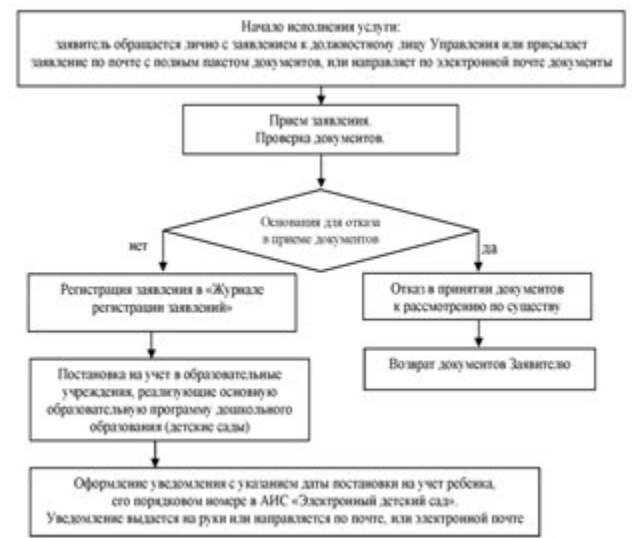 Начало исполнения услуги:
заявитель обращается лично с заявлением к должностному лицу Управления или присылает
заявление по почте с полным пакетом документов, или направляет по электронной почте документы
Прием заявления.
Проверка документов.
Основания для отказа
в приеме документов
нет
да
Регистрация заявления в «Журнале
регистрации заявлений»
Отказ в принятии документов
к рассмотрению по существу
Постановка на учет в образовательные
учреждения, реализующие основную
образовательную программу дошкольного
образования (детские сады)
Возврат документов Заявителю
Оформление уведомления с указанием даты постановки на учет ребенка,
его порядковом номере в АИС «Электронный детский сад».
Уведомление выдается на руки или направляется по почте, или электронной почте